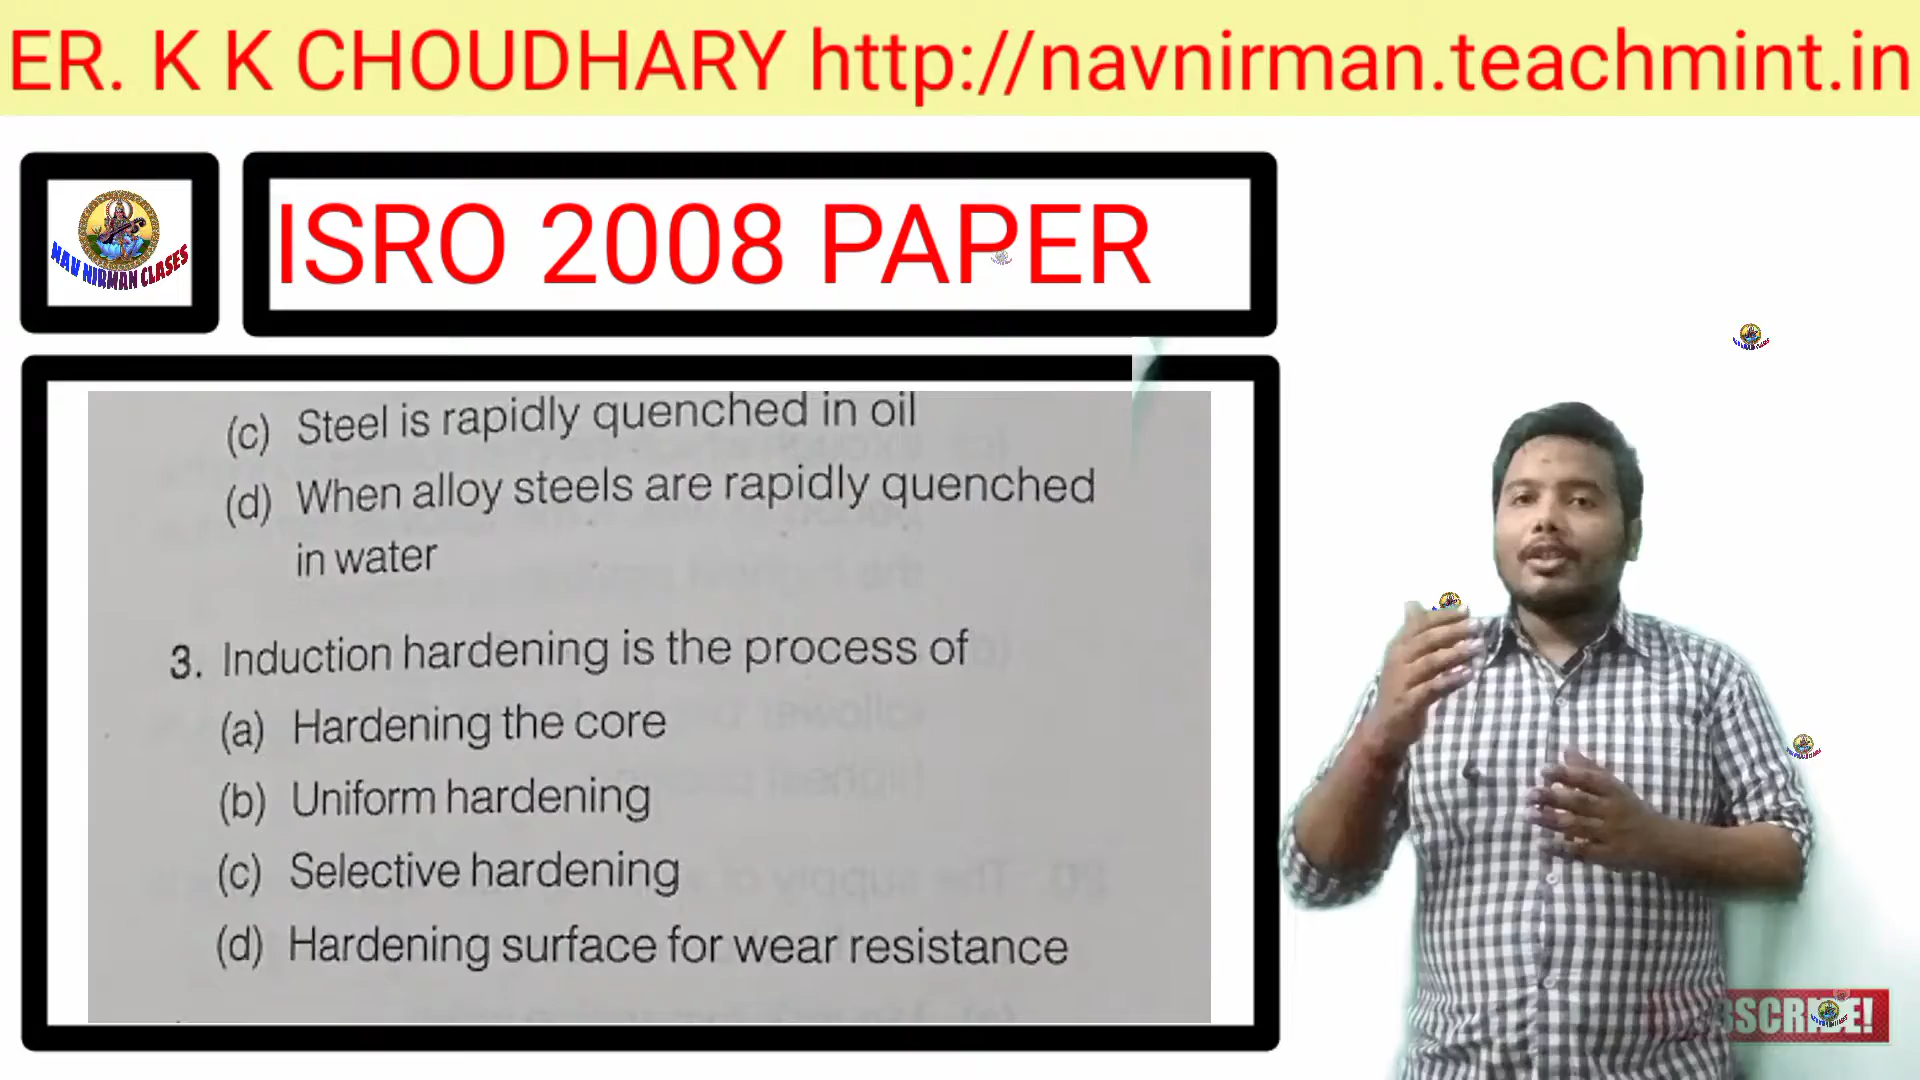 ER. K K CHOUDHARY http://navnirman.teachmint.in
NAV NIRMAN CLASES
ISRO 2008 PAPER
(c) Steel is rapidly quenched in oil
(d) When alloy steels are rapidly quenched
in water
3. Induction hardening is the process of
(a) Hardening the core
(b) Uniform hardening
(c) Selective hardening
(d) Hardening surface for wear resistance